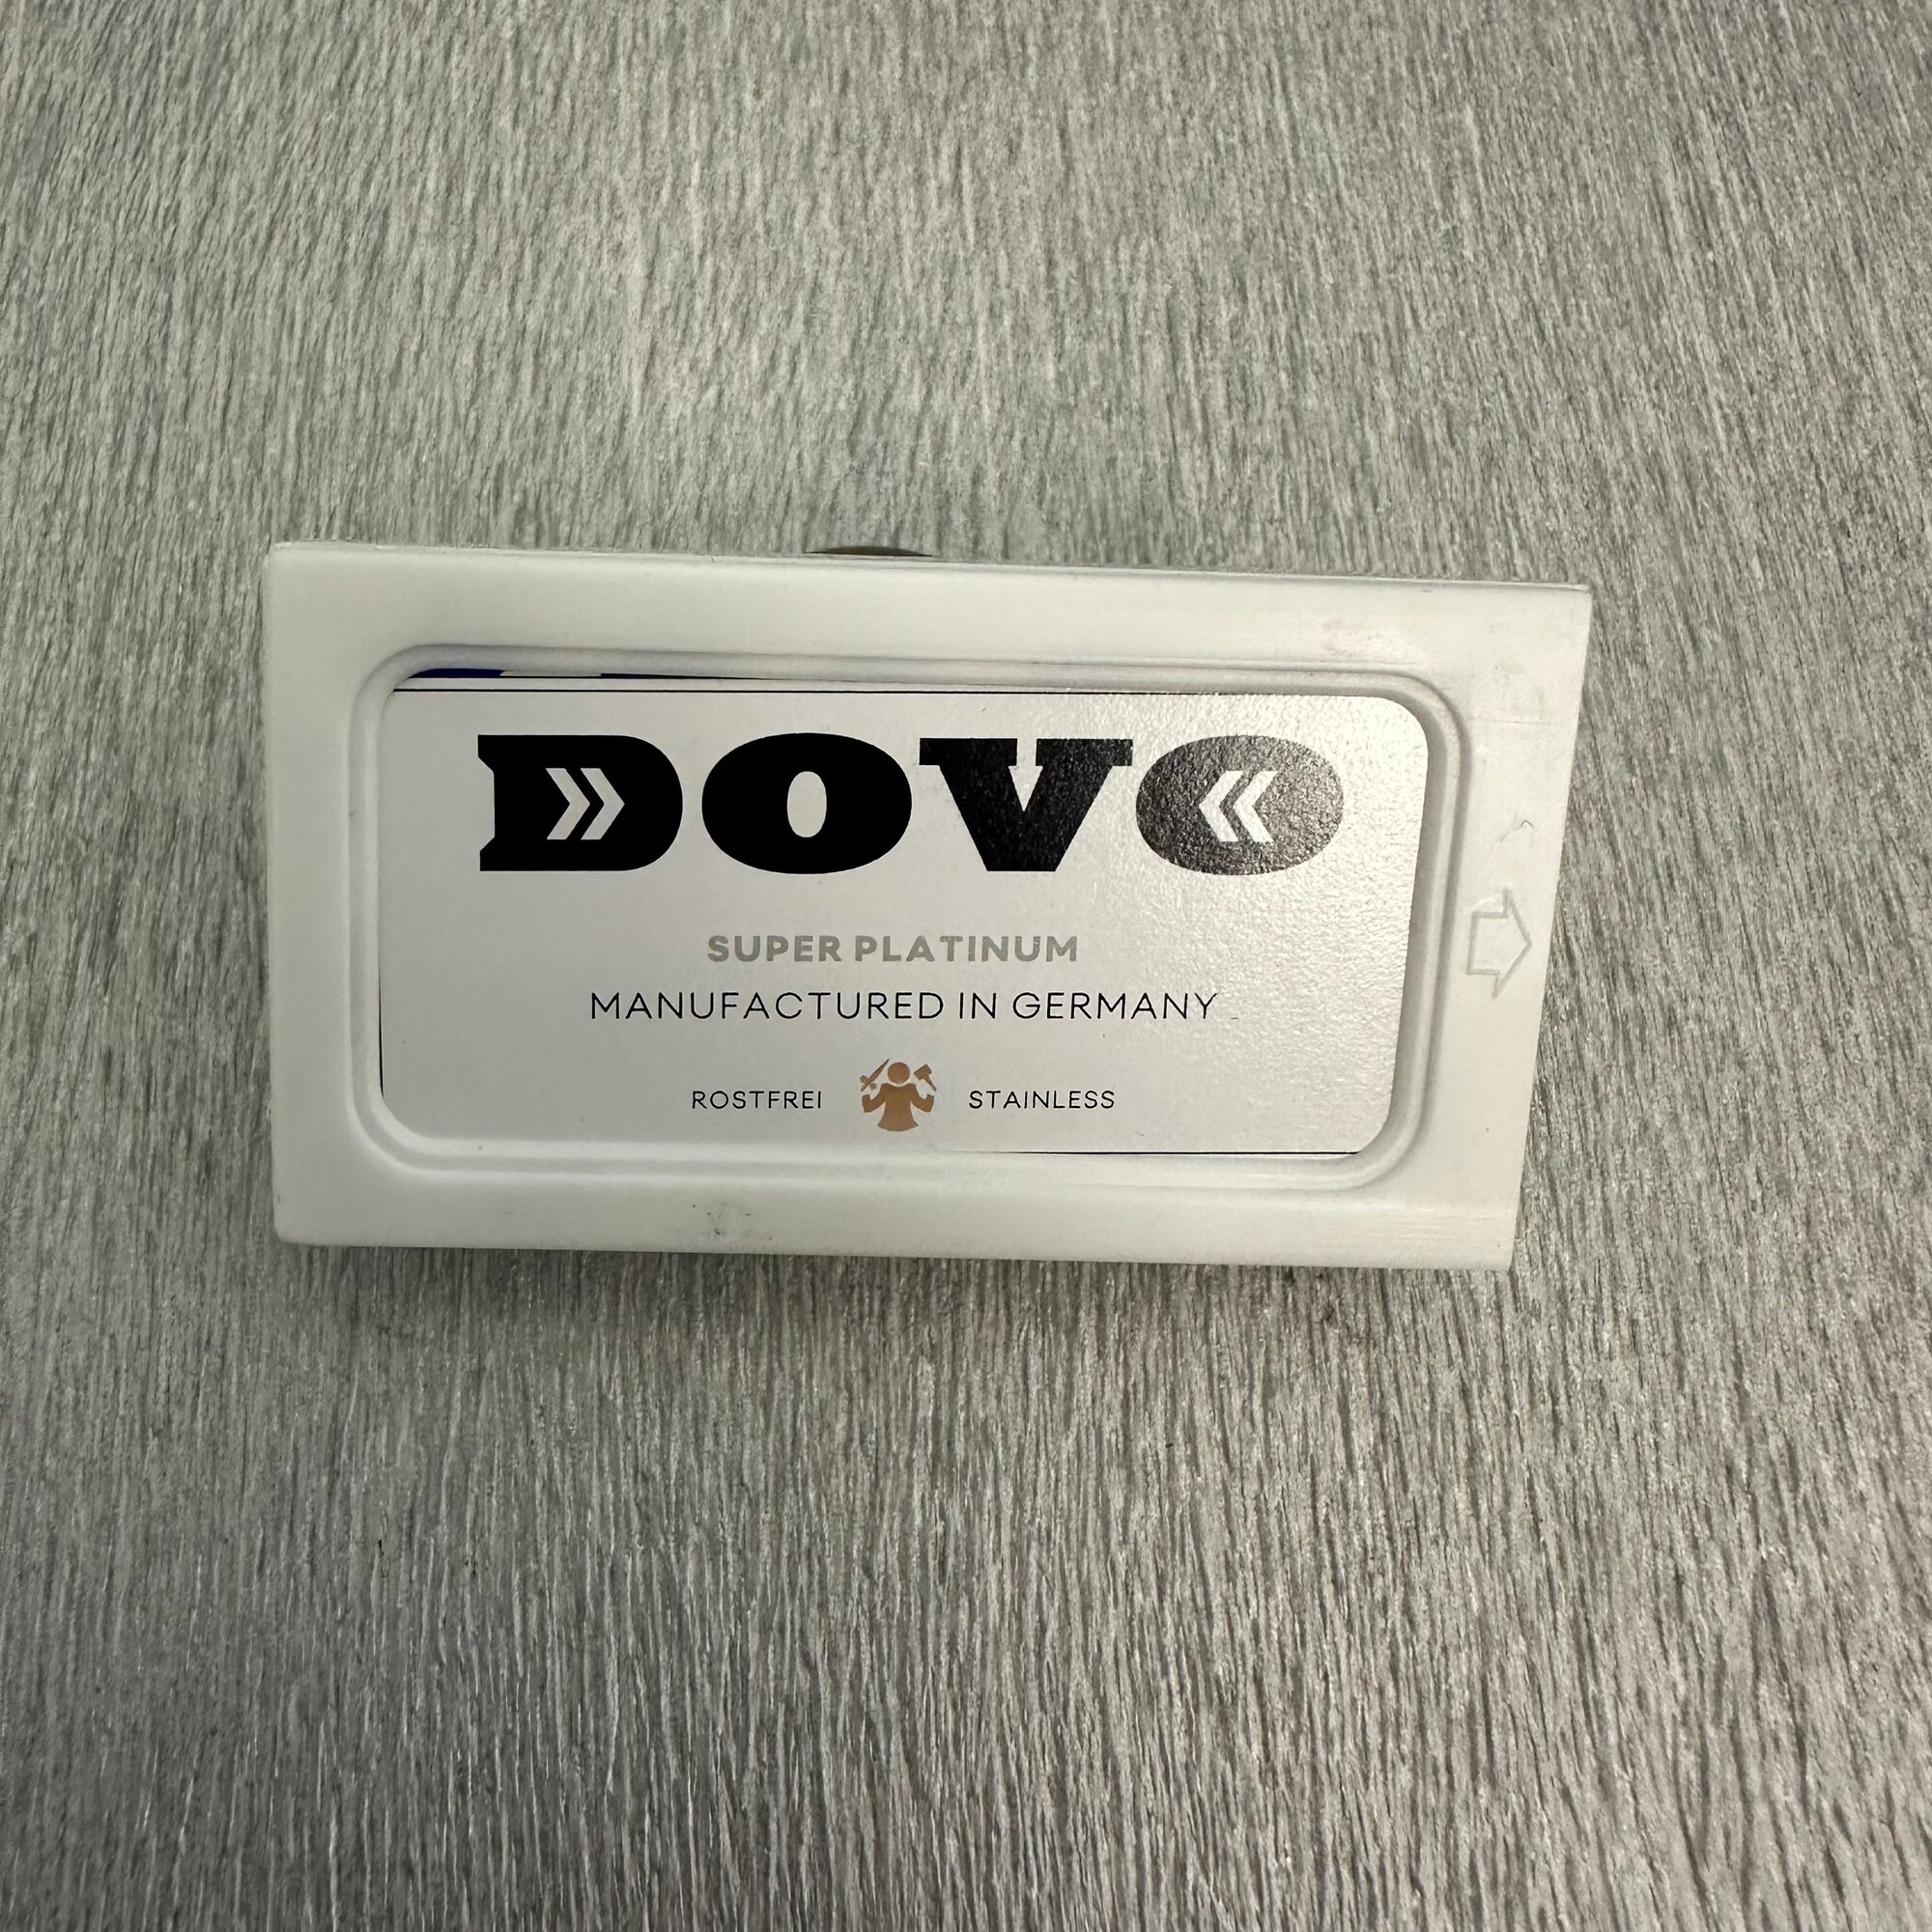 DOVO
SUPER PLATINUM
MANUFACTURED IN GERMANY
ROSTFREI STAINLESS